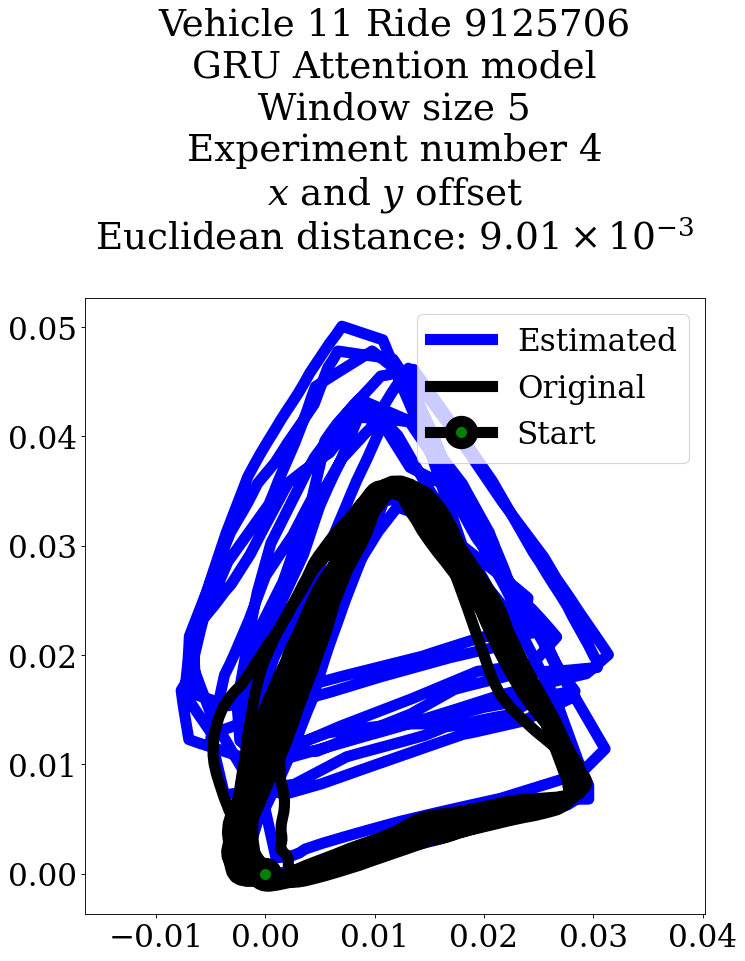 Vehicle 11 Ride 9125706
GRU Attention model
Window size 5
Experiment number 4
x and y offset
Euclidean distance: 9.01 × 10⁻³
Estimated
Original
Start
0.05
0.04
0.03
0.02
0.01
0.00
−0.01 0.00 0.01 0.02 0.03 0.04